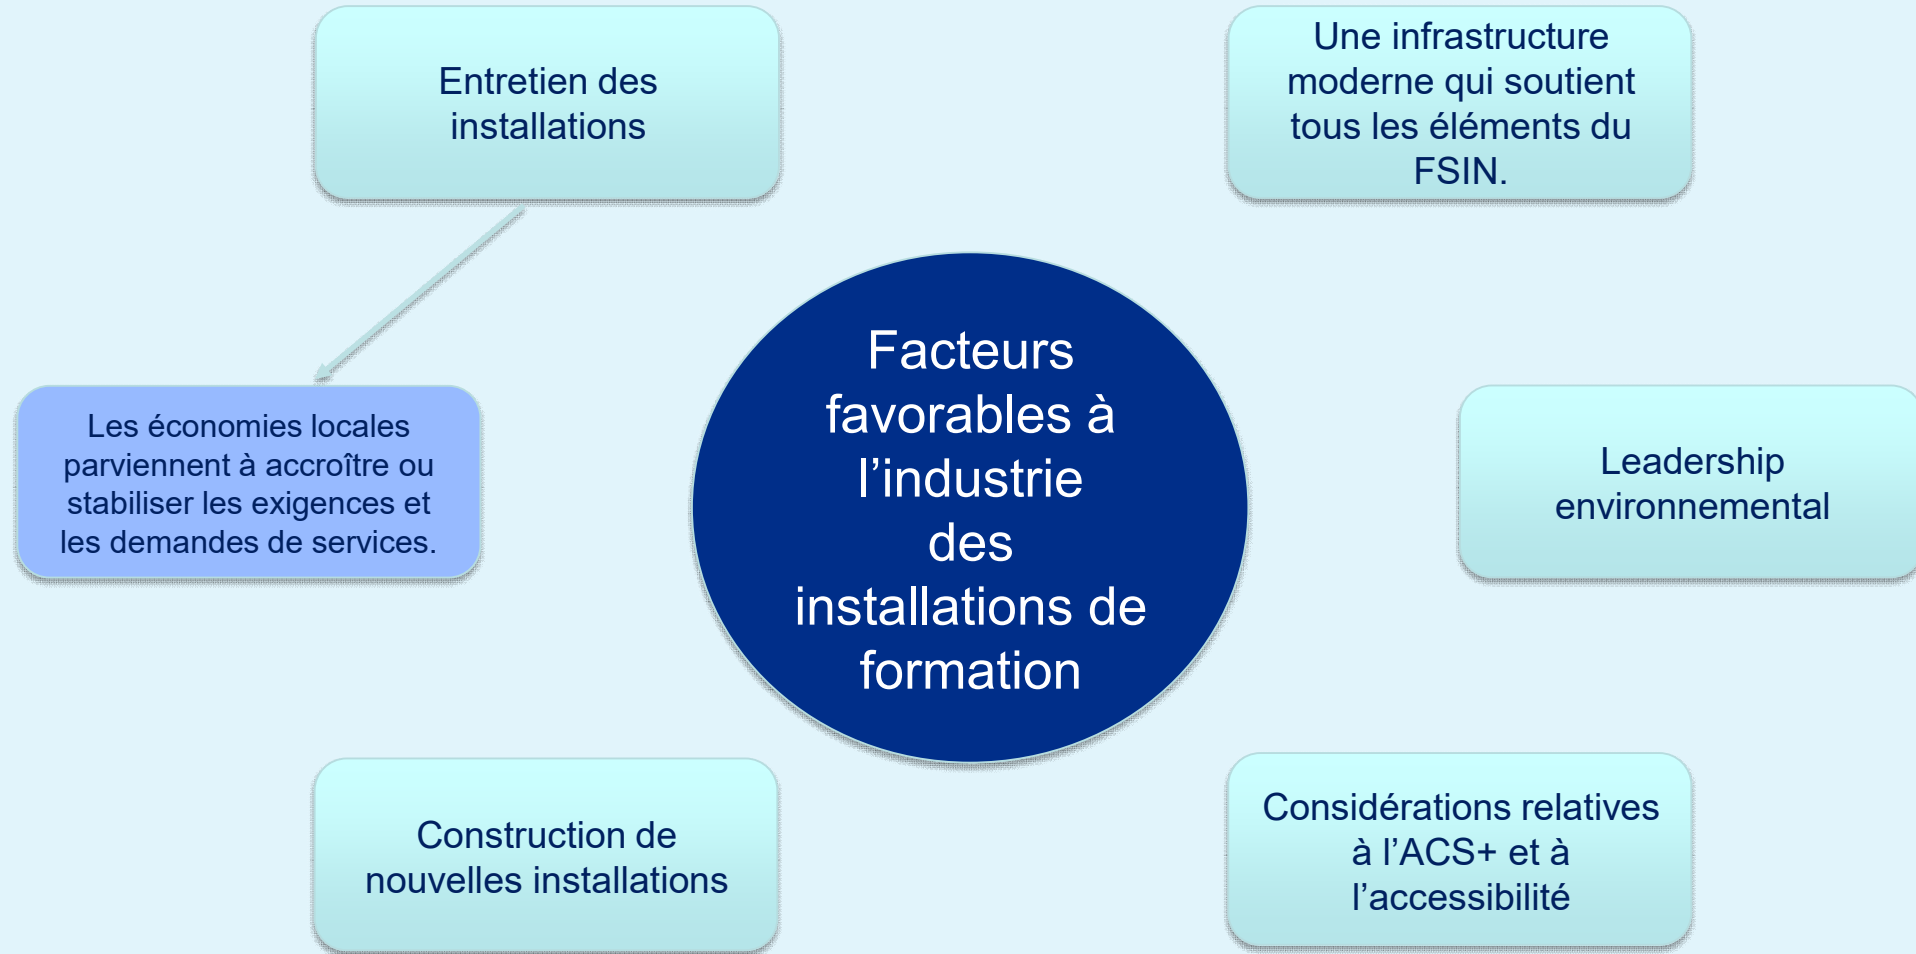 Entretien des
installations
Une infrastructure
moderne qui soutient
tous les éléments du
FSIN.
Facteurs
favorables à
l’industrie
des
installations de
formation
Les économies locales
parviennent à accroître ou
stabiliser les exigences et
les demandes de services.
Leadership
environnemental
Construction de
nouvelles installations
Considérations relatives
à l’ACS+ et à
l’accessibilité